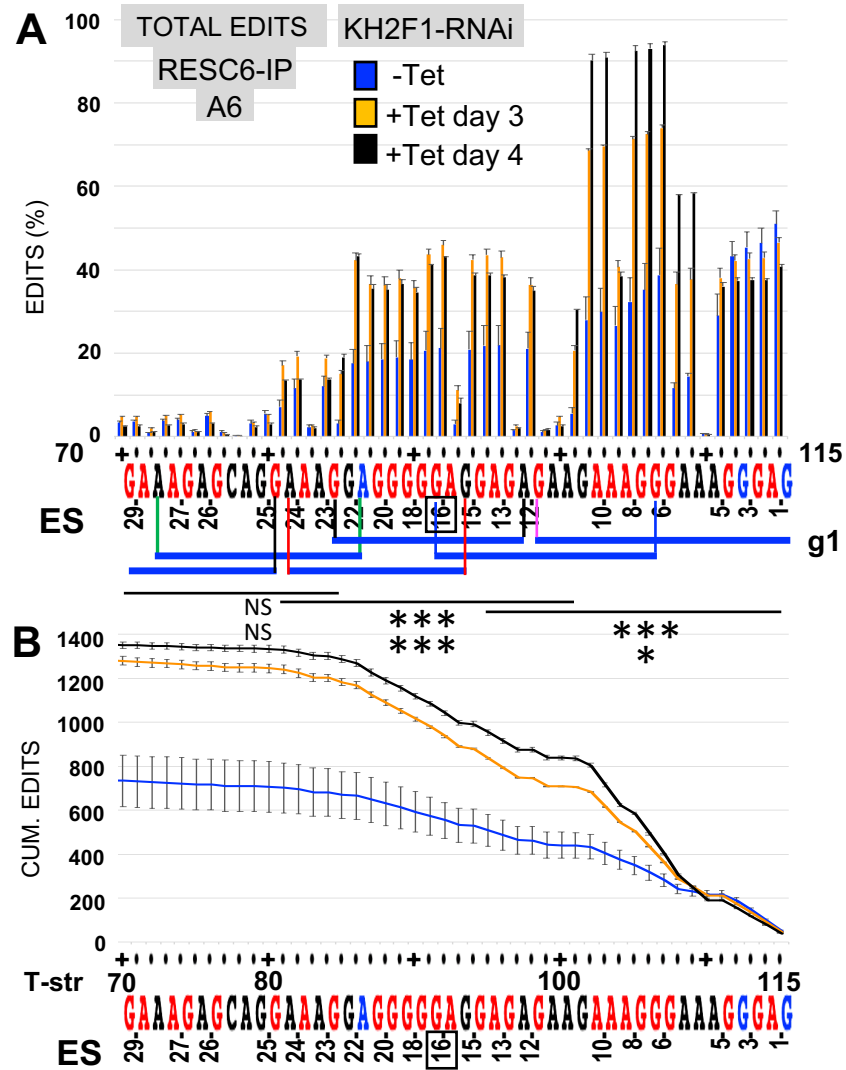 A
TOTAL EDITS
RESC6-IP
A6
KH2F1-RNAi
-Tet
+Tet day 3
+Tet day 4
EDITS (%)
100
80
60
40
20
0
70
115
GAAAGAGCAGGAAAGGAGGGGGAGGAGAGAAGAAAGGGAAAGGGAG
ES
29- 27- 26- 25- 24- 23- 22- 20- 18- 16- 15- 13- 12- 10- 8- 6- 5- 3- 1-
g1
NS
NS
***
***
***
*
B
CUM. EDITS
1400
1200
1000
800
600
400
200
0
T-str
70
80
100
115
GAAAGAGCAGGAAAGGAGGGGGAGGAGAGAAGAAAGGGAAAGGGAG
ES
29- 27- 26- 25- 24- 23- 22- 20- 18- 16- 15- 13- 12- 10- 8- 6- 5- 3- 1-